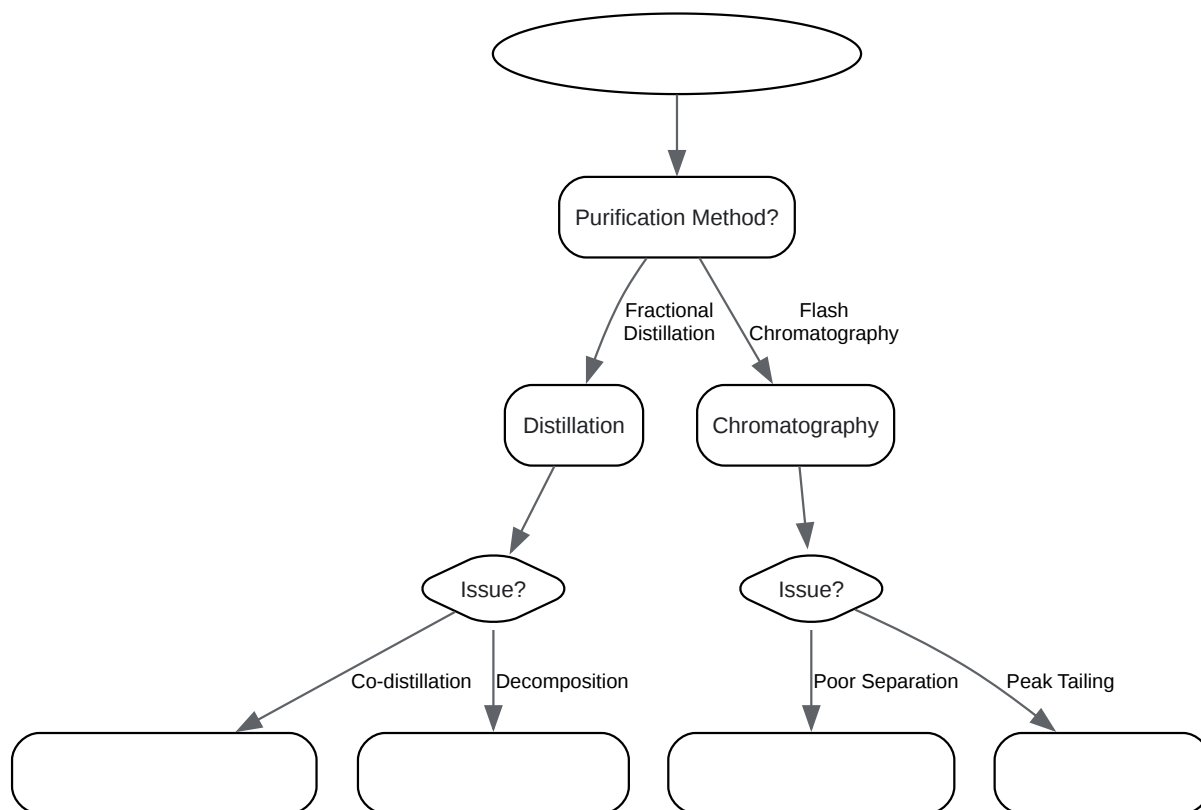 Purification Method?
Fractional
Distillation
Flash
Chromatography
Distillation
Chromatography
Issue?
Issue?
Co-distillation
Decomposition
Poor Separation
Peak Tailing